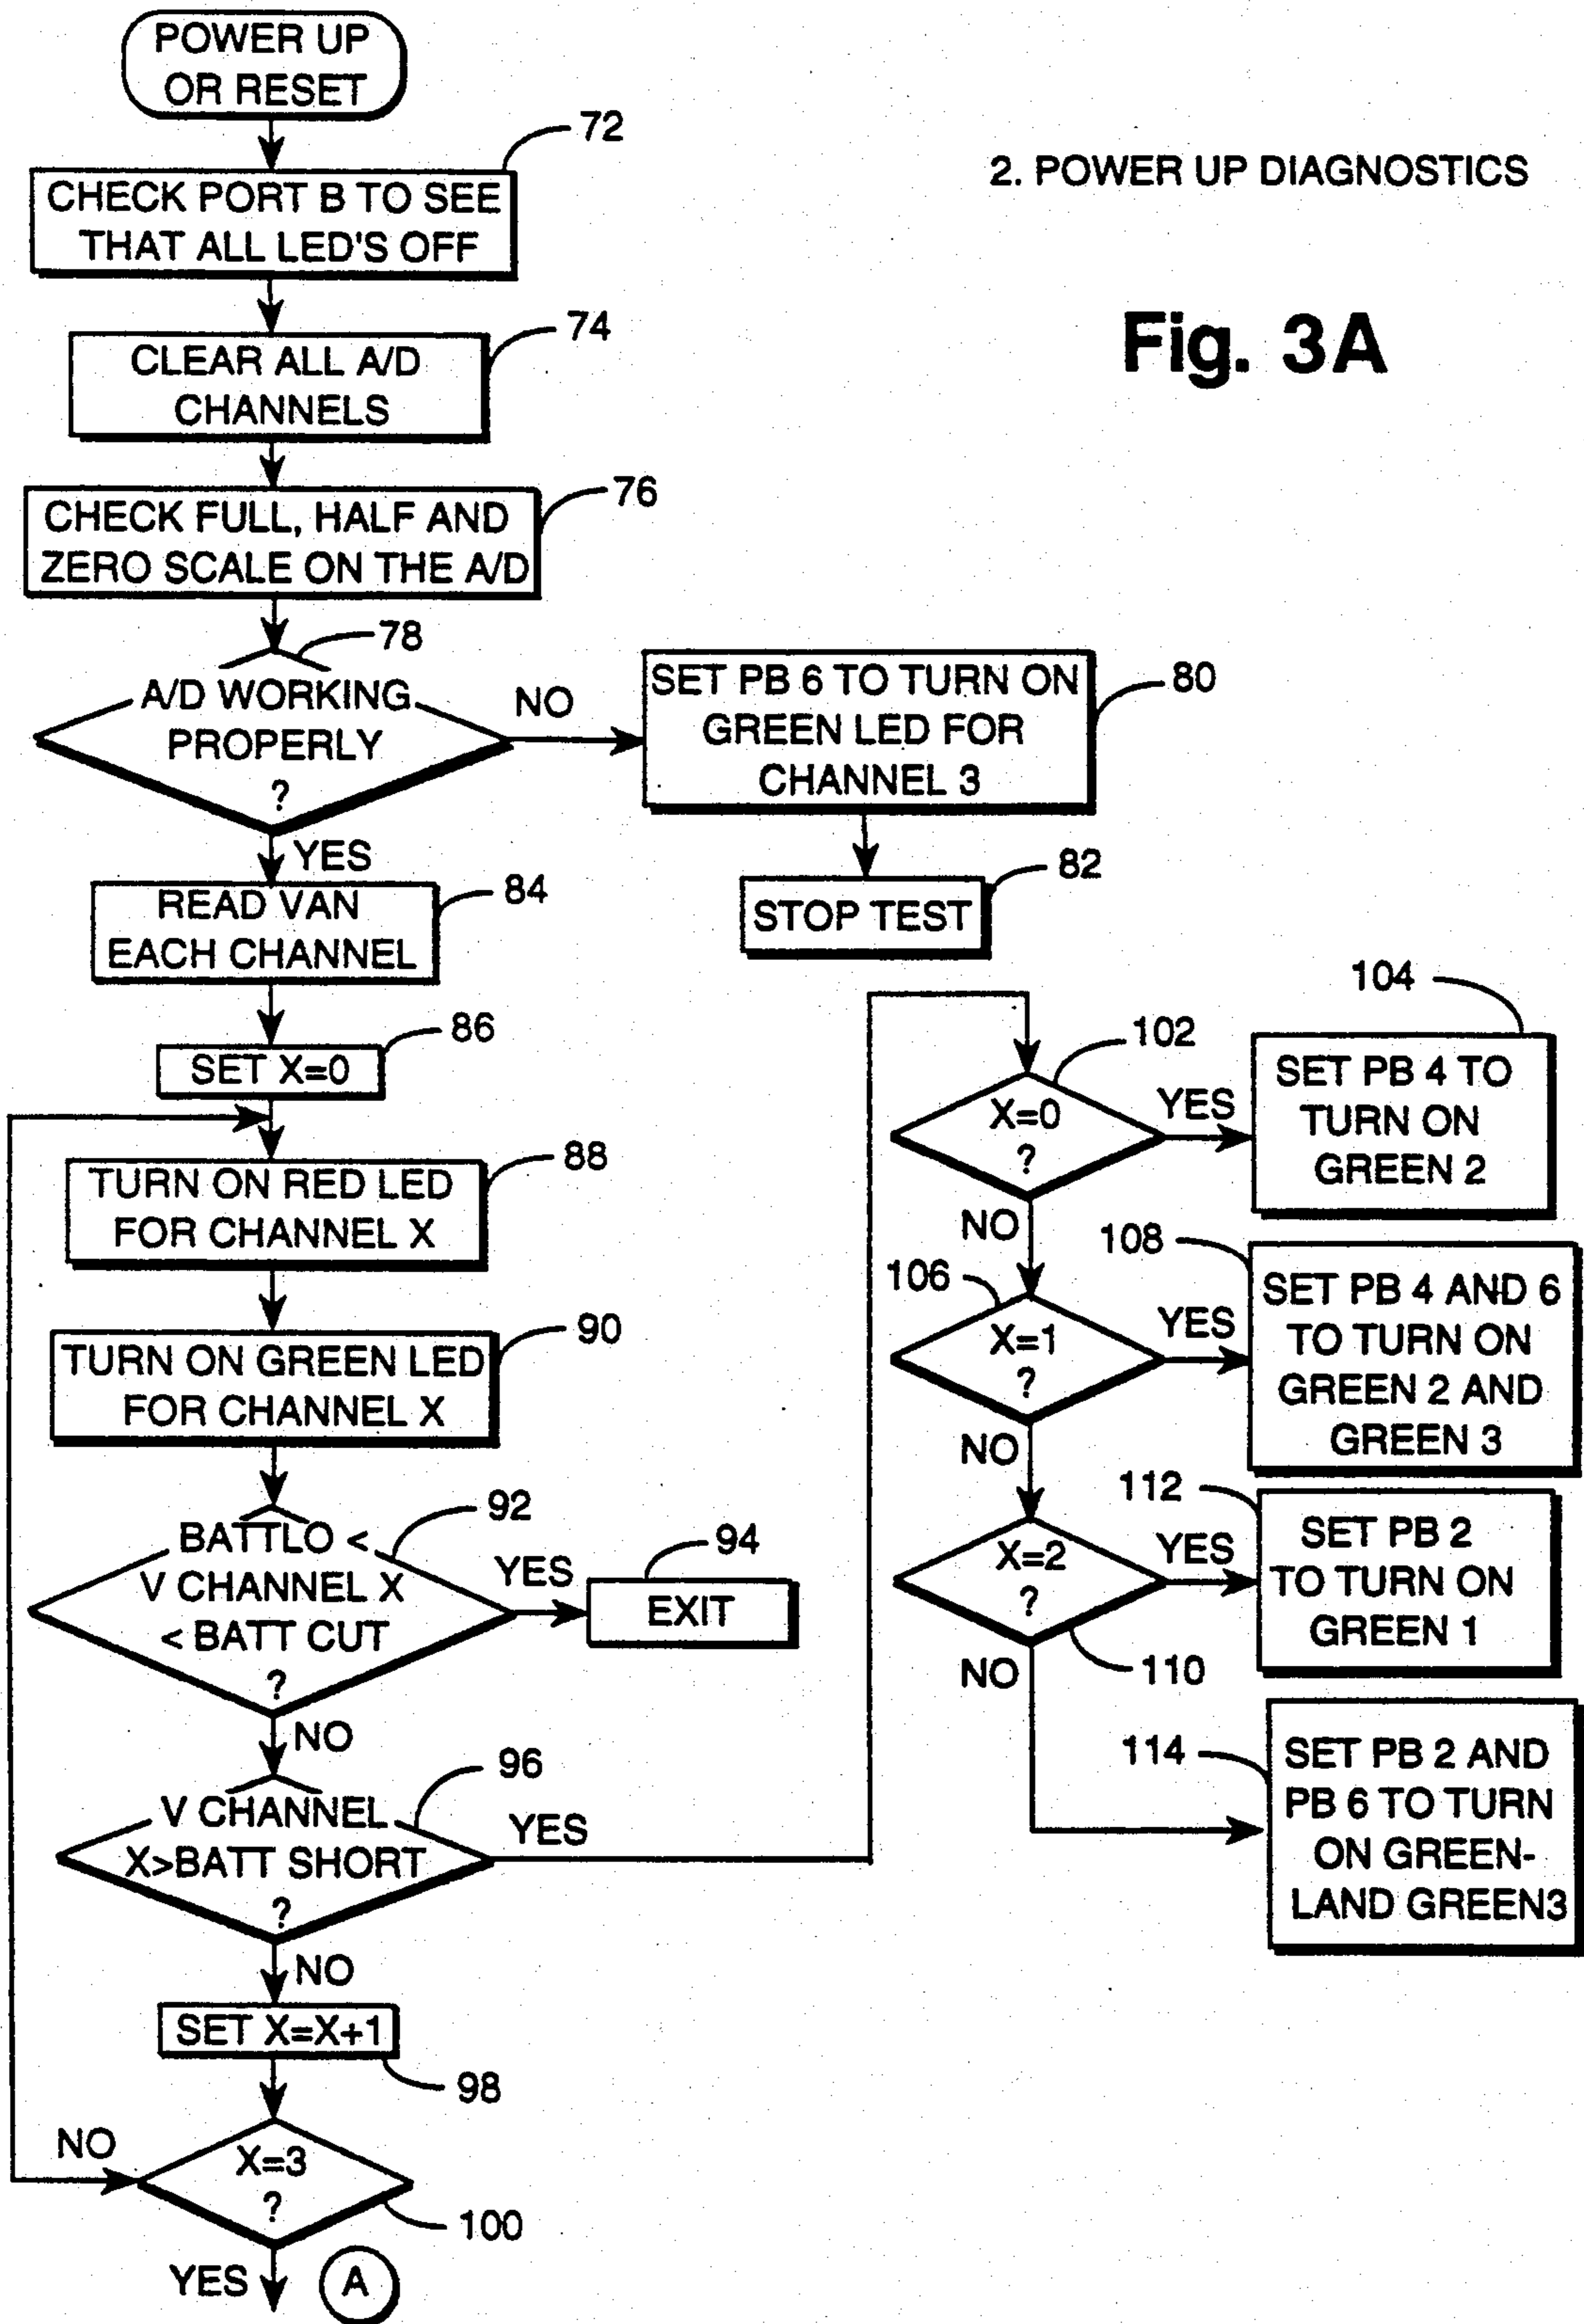 POWER UP
OR RESET
72
CHECK PORT B TO SEE
THAT ALL LED'S OFF
2. POWER UP DIAGNOSTICS
Fig. 3A
74
CLEAR ALL A/D
CHANNELS
76
CHECK FULL, HALF AND
ZERO SCALE ON THE A/D
78
A/D WORKING
PROPERLY
?
NO
SET PB 6 TO TURN ON
GREEN LED FOR
CHANNEL 3
80
82
STOP TEST
YES
READ VAN
EACH CHANNEL
84
86
SET X=0
88
TURN ON RED LED
FOR CHANNEL X
90
TURN ON GREEN LED
FOR CHANNEL X
92
BATTLO <
V CHANNEL X
< BATT CUT
?
YES
94
EXIT
NO
96
V CHANNEL
X>BATT SHORT
?
YES
NO
SET X=X+1
98
NO
X=3
?
100
YES
A
102
X=0
?
YES
104
SET PB 4 TO
TURN ON
GREEN 2
NO
106
X=1
?
YES
108
SET PB 4 AND 6
TO TURN ON
GREEN 2 AND
GREEN 3
NO
X=2
?
110
YES
112
SET PB 2
TO TURN ON
GREEN 1
NO
114
SET PB 2 AND
PB 6 TO TURN
ON GREEN-
LAND GREEN3